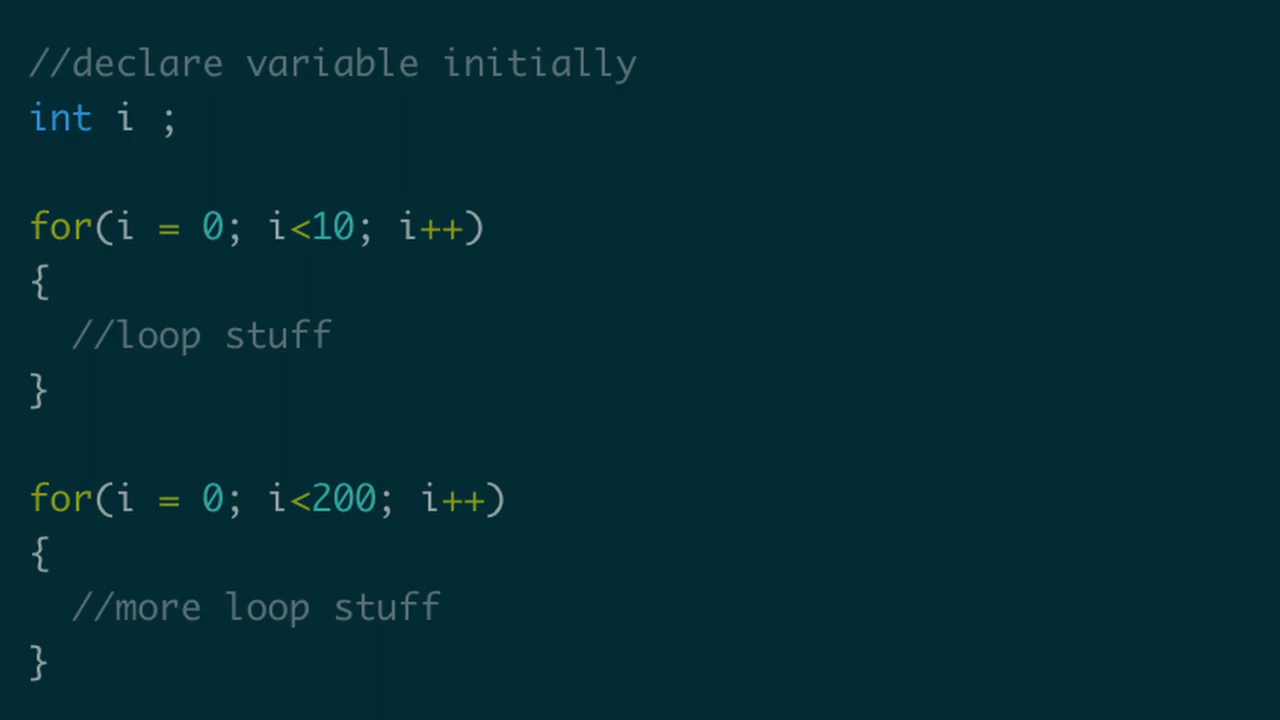 //declare variable initially
int i ;
for(i = 0; i<10; i++)
{
//loop stuff
}
for(i = 0; i<200; i++)
{
//more loop stuff
}